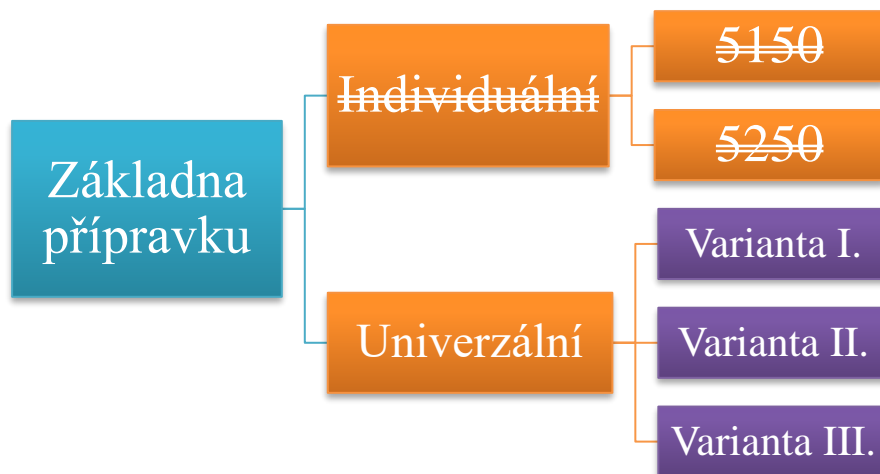 Základna
přípravku
Individuální
5150
5250
Univerzální
Varianta I.
Varianta II.
Varianta III.